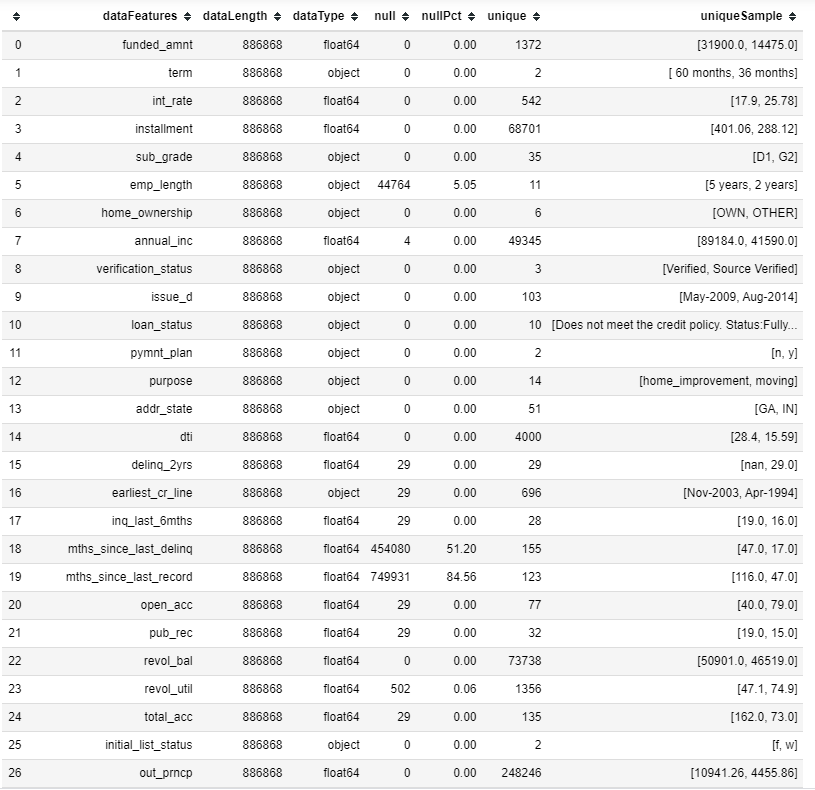 dataFeatures dataLength dataType null nullPct unique uniqueSample
0 funded_amnt 886868 float64 0 0.00 1372 [31900.0, 14475.0]
1 term 886868 object 0 0.00 2 [ 60 months, 36 months]
2 int_rate 886868 float64 0 0.00 542 [17.9, 25.78]
3 installment 886868 float64 0 0.00 68701 [401.06, 288.12]
4 sub_grade 886868 object 0 0.00 35 [D1, G2]
5 emp_length 886868 object 44764 5.05 11 [5 years, 2 years]
6 home_ownership 886868 object 0 0.00 6 [OWN, OTHER]
7 annual_inc 886868 float64 4 0.00 49345 [89184.0, 41590.0]
8 verification_status 886868 object 0 0.00 3 [Verified, Source Verified]
9 issue_d 886868 object 0 0.00 103 [May-2009, Aug-2014]
10 loan_status 886868 object 0 0.00 10 [Does not meet the credit policy. Status:Fully...
11 pymnt_plan 886868 object 0 0.00 2 [n, y]
12 purpose 886868 object 0 0.00 14 [home_improvement, moving]
13 addr_state 886868 object 0 0.00 51 [GA, IN]
14 dti 886868 float64 0 0.00 4000 [28.4, 15.59]
15 delinq_2yrs 886868 float64 29 0.00 29 [nan, 29.0]
16 earliest_cr_line 886868 object 29 0.00 696 [Nov-2003, Apr-1994]
17 inq_last_6mths 886868 float64 29 0.00 28 [19.0, 16.0]
18 mths_since_last_delinq 886868 float64 454080 51.20 155 [47.0, 17.0]
19 mths_since_last_record 886868 float64 749931 84.56 123 [116.0, 47.0]
20 open_acc 886868 float64 29 0.00 77 [40.0, 79.0]
21 pub_rec 886868 float64 29 0.00 32 [19.0, 15.0]
22 revol_bal 886868 float64 0 0.00 73738 [50901.0, 46519.0]
23 revol_util 886868 float64 502 0.06 1356 [47.1, 74.9]
24 total_acc 886868 float64 29 0.00 135 [162.0, 73.0]
25 initial_list_status 886868 object 0 0.00 2 [f, w]
26 out_prncp 886868 float64 0 0.00 248246 [10941.26, 4455.86]